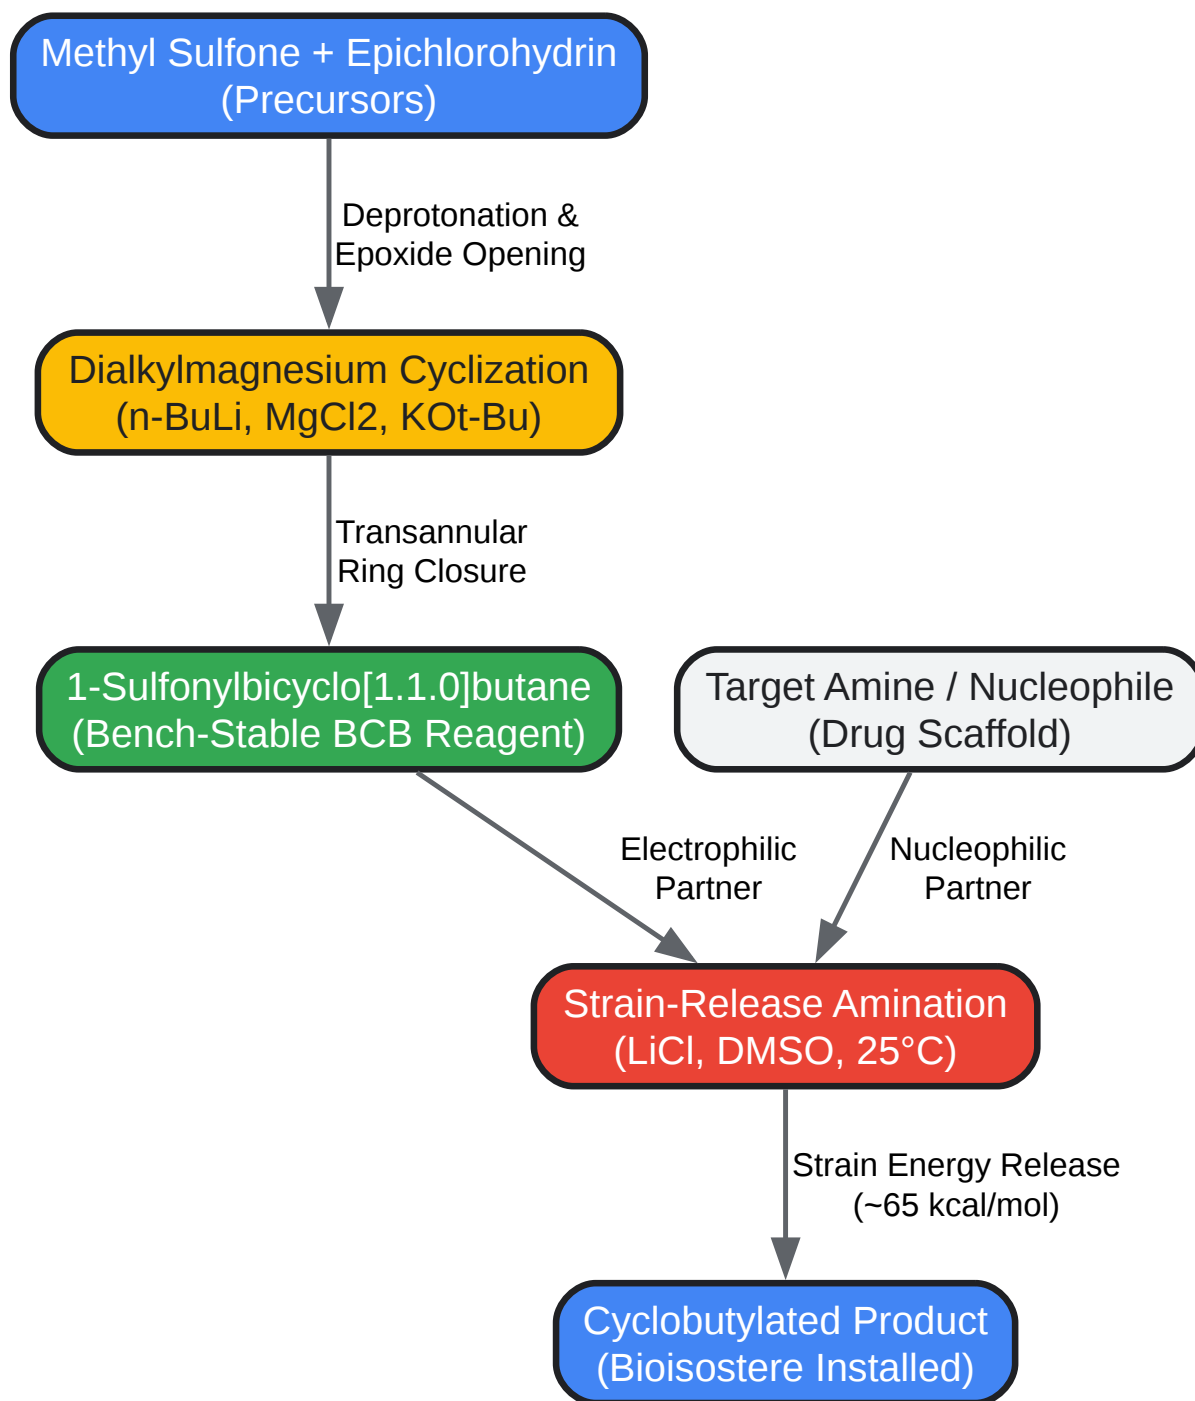 Methyl Sulfone + Epichlorohydrin
(Precursors)
Deprotonation &
Epoxide Opening
Dialkylmagnesium Cyclization
(n-BuLi, MgCl2, KOt-Bu)
Transannular
Ring Closure
1-Sulfonylbicyclo[1.1.0]butane
(Bench-Stable BCB Reagent)
Target Amine / Nucleophile
(Drug Scaffold)
Electrophilic
Partner
Nucleophilic
Partner
Strain-Release Amination
(LiCl, DMSO, 25°C)
Strain Energy Release
(~65 kcal/mol)
Cyclobutylated Product
(Bioisostere Installed)